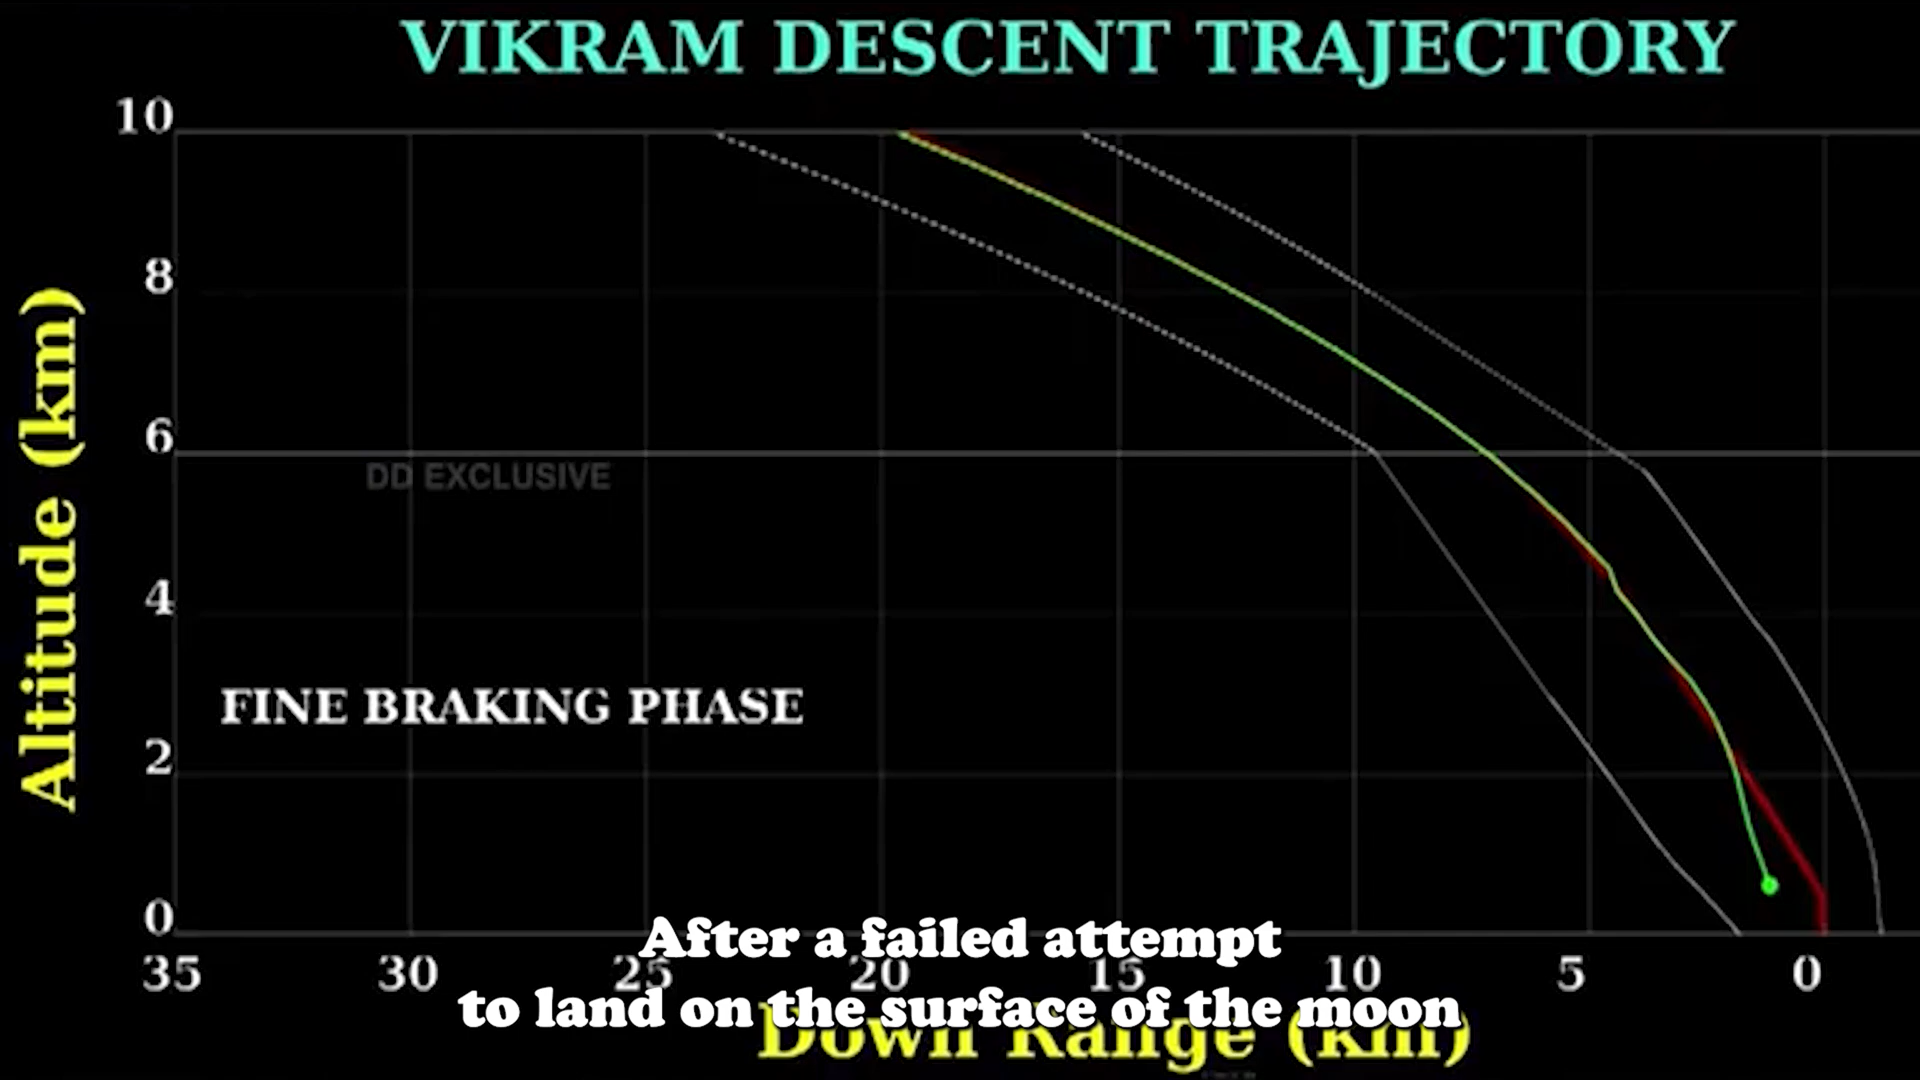 VIKRAM DESCENT TRAJECTORY
10
8
6
4
2
0
Altitude (km)
DD EXCLUSIVE
FINE BRAKING PHASE
35 30 25 20 15 10 5 0
Down Range (km)
After a failed attempt
to land on the surface of the moon